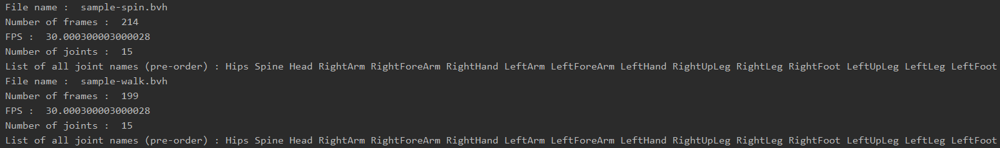 File name :  sample-spin.bvh
Number of frames :  214
FPS :  30.000300003000028
Number of joints :  15
List of all joint names (pre-order) : Hips Spine Head RightArm RightForeArm RightHand LeftArm LeftForeArm LeftHand RightUpLeg RightLeg RightFoot LeftUpLeg LeftLeg LeftFoot
File name :  sample-walk.bvh
Number of frames :  199
FPS :  30.000300003000028
Number of joints :  15
List of all joint names (pre-order) : Hips Spine Head RightArm RightForeArm RightHand LeftArm LeftForeArm LeftHand RightUpLeg RightLeg RightFoot LeftUpLeg LeftLeg LeftFoot